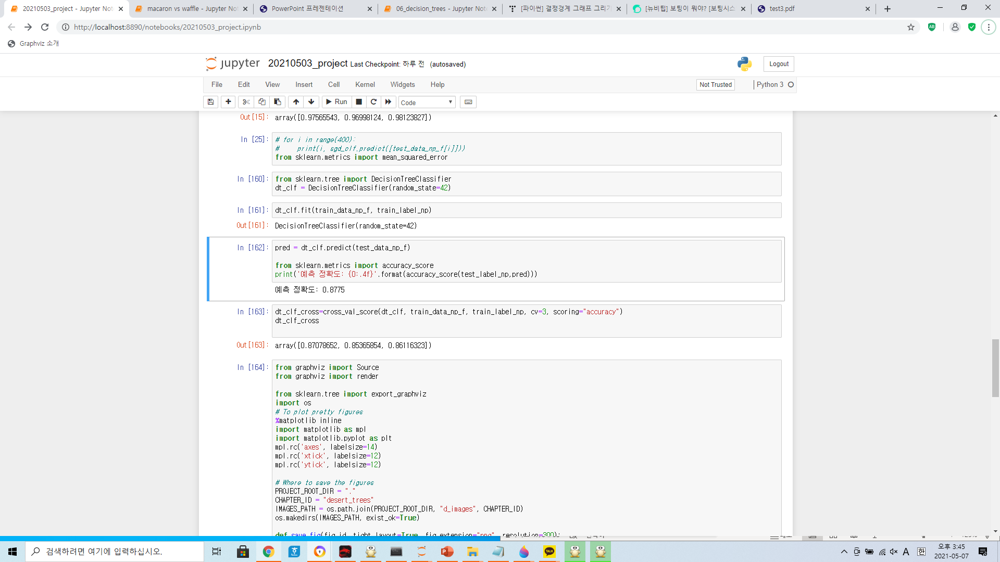 20210503_project - Jupyter Not
macaron vs waffle - Jupyter Not
PowerPoint 프레젠테이션
06_decision_trees - Jupyter Note
[파이썬] 결정경계 그래프 그리기
[뉴비팁] 보팅이 뭐야? [보팅시스
test3.pdf
http://localhost:8890/notebooks/20210503_project.ipynb
Graphviz 소개
jupyter 20210503_project Last Checkpoint: 하루 전 (autosaved)
Logout
File Edit View Insert Cell Kernel Widgets Help
Not Trusted
Python 3
Run
Code
Out[15]: array([0.97565543, 0.96998124, 0.98123827])
In [25]: # for i in range(400):
#     print(i, sgd_clf.predict([test_data_np_f[i]]))
from sklearn.metrics import mean_squared_error
In [160]: from sklearn.tree import DecisionTreeClassifier
dt_clf = DecisionTreeClassifier(random_state=42)
In [161]: dt_clf.fit(train_data_np_f, train_label_np)
Out[161]: DecisionTreeClassifier(random_state=42)
In [162]: pred = dt_clf.predict(test_data_np_f)
from sklearn.metrics import accuracy_score
print('예측 정확도: {0:.4f}'.format(accuracy_score(test_label_np,pred)))
예측 정확도: 0.8775
In [163]: dt_clf_cross=cross_val_score(dt_clf, train_data_np_f, train_label_np, cv=3, scoring="accuracy")
dt_clf_cross
Out[163]: array([0.87078652, 0.85365854, 0.86116323])
In [164]: from graphviz import Source
from graphviz import render
from sklearn.tree import export_graphviz
import os
# To plot pretty figures
%matplotlib inline
import matplotlib as mpl
import matplotlib.pyplot as plt
mpl.rc('axes', labelsize=14)
mpl.rc('xtick', labelsize=12)
mpl.rc('ytick', labelsize=12)
# Where to save the figures
PROJECT_ROOT_DIR = "."
CHAPTER_ID = "desert_trees"
IMAGES_PATH = os.path.join(PROJECT_ROOT_DIR, "d_images", CHAPTER_ID)
os.makedirs(IMAGES_PATH, exist_ok=True)
def save_fig(fig_id, tight_layout=True, fig_extension="png", resolution=300):
검색하려면 여기에 입력하십시오.
TALK
A
한
오후 3:45
2021-05-07